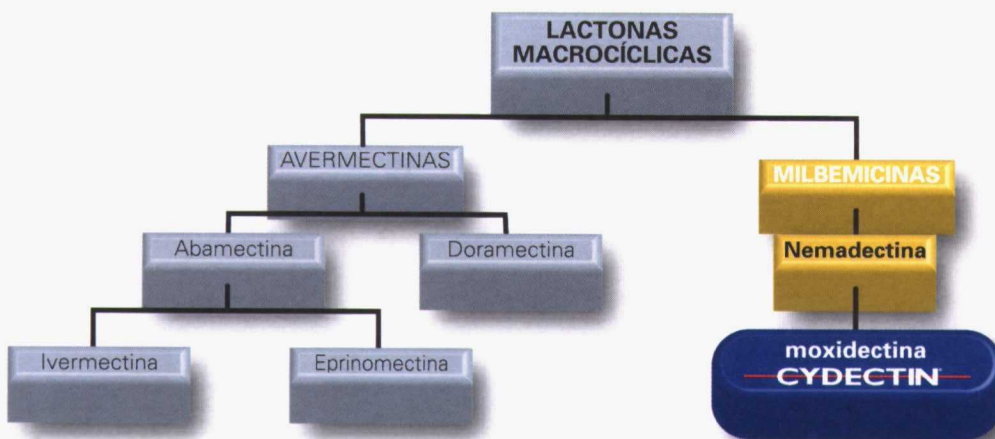 LACTONAS
MACROCÍCLICAS
AVERMECTINAS
MILBEMICINAS
Abamectina
Doramectina
Nemadectina
Ivermectina
Eprinomectina
moxidectina
CYDECTIN®